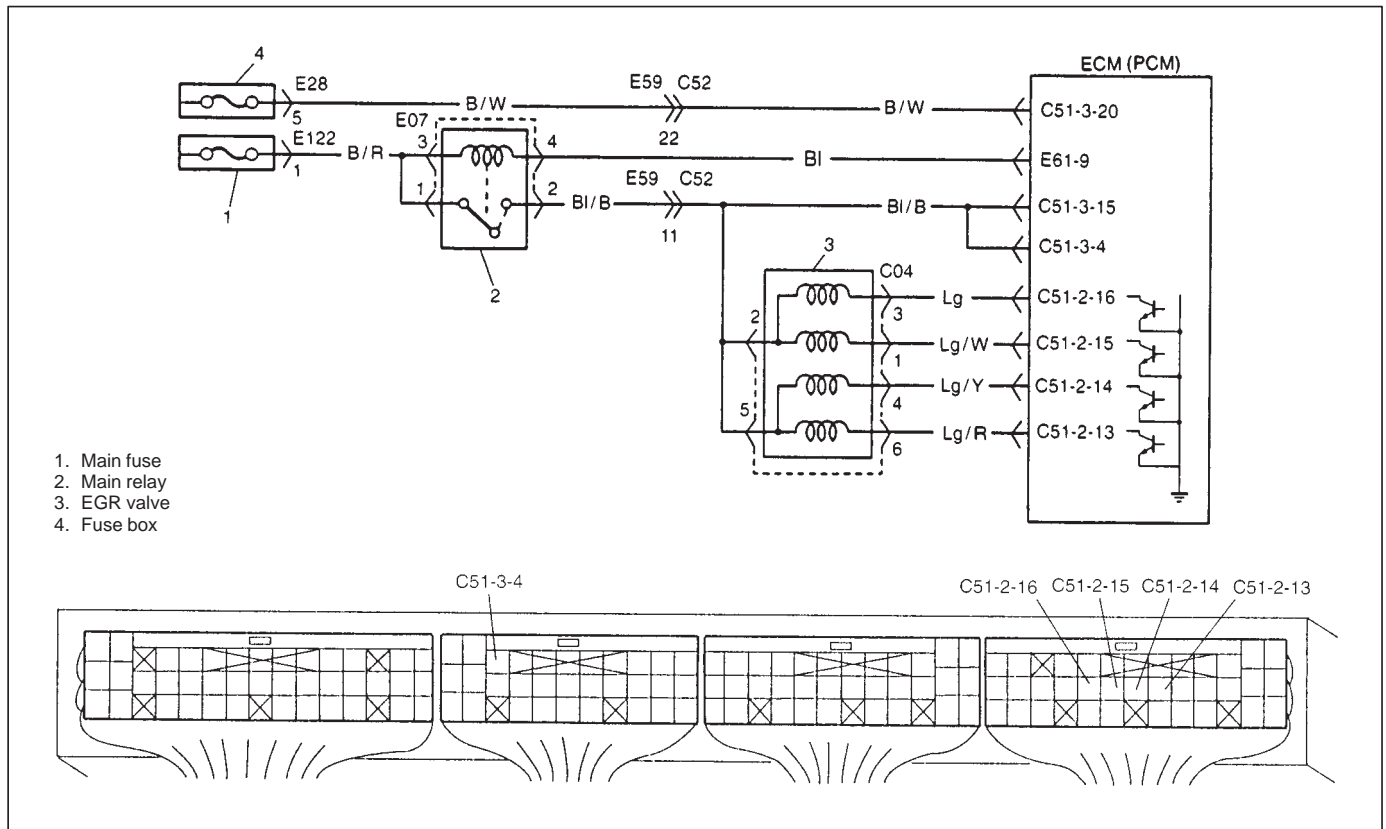 4
ECM (PCM)
E28
5
B/W
E59 C52
22
B/W
C51-3-20
E122
1
B/R
E07
3
4
Bl
E61-9
1
1
2
Bl/B
E59 C52
11
Bl/B
C51-3-15
C51-3-4
2
3
C04
Lg
3
C51-2-16
2
Lg/W
1
C51-2-15
Lg/Y
4
C51-2-14
5
Lg/R
6
C51-2-13
1. Main fuse
2. Main relay
3. EGR valve
4. Fuse box
C51-3-4
C51-2-16 C51-2-15 C51-2-14 C51-2-13